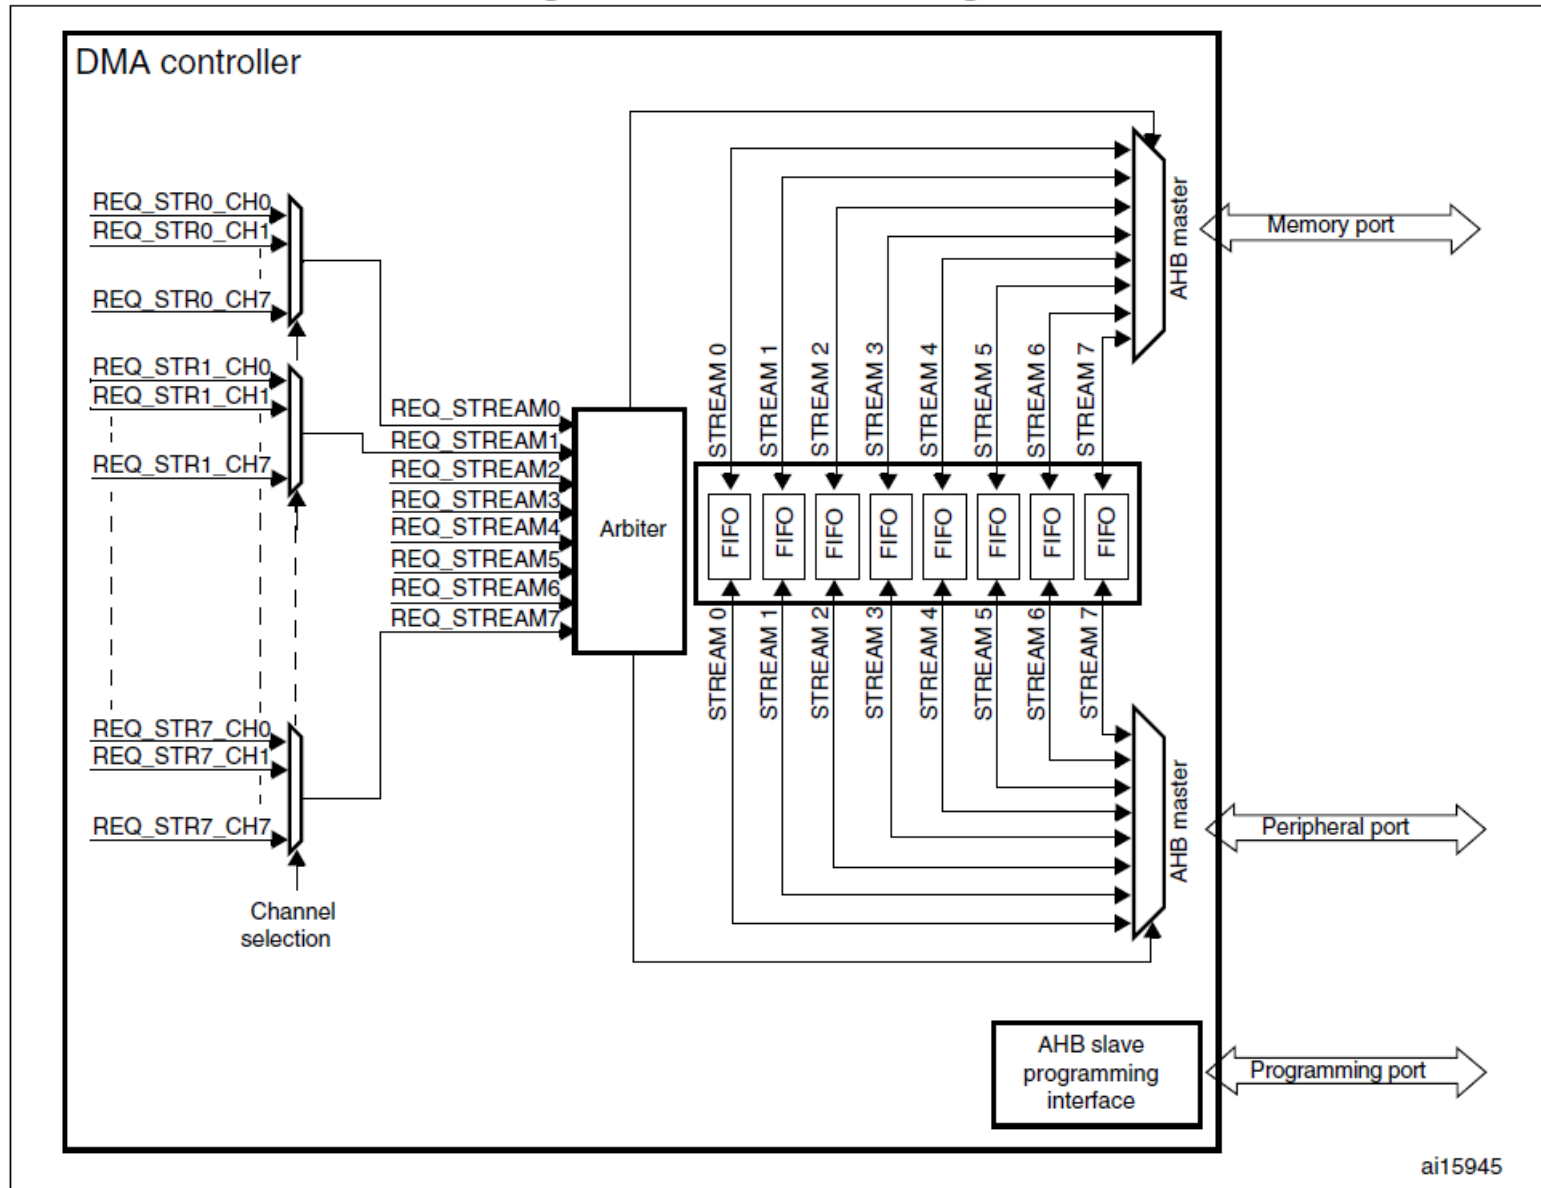 DMA controller
REQ_STR0_CH0
REQ_STR0_CH1
REQ_STR0_CH7
REQ_STR1_CH0
REQ_STR1_CH1
REQ_STR1_CH7
REQ_STR7_CH0
REQ_STR7_CH1
REQ_STR7_CH7
Channel
selection
REQ_STREAM0
REQ_STREAM1
REQ_STREAM2
REQ_STREAM3
REQ_STREAM4
REQ_STREAM5
REQ_STREAM6
REQ_STREAM7
Arbiter
STREAM 0
STREAM 1
STREAM 2
STREAM 3
STREAM 4
STREAM 5
STREAM 6
STREAM 7
FIFO
FIFO
FIFO
FIFO
FIFO
FIFO
FIFO
FIFO
STREAM 0
STREAM 1
STREAM 2
STREAM 3
STREAM 4
STREAM 5
STREAM 6
STREAM 7
AHB master
Memory port
AHB master
Peripheral port
AHB slave
programming
interface
Programming port
ai15945